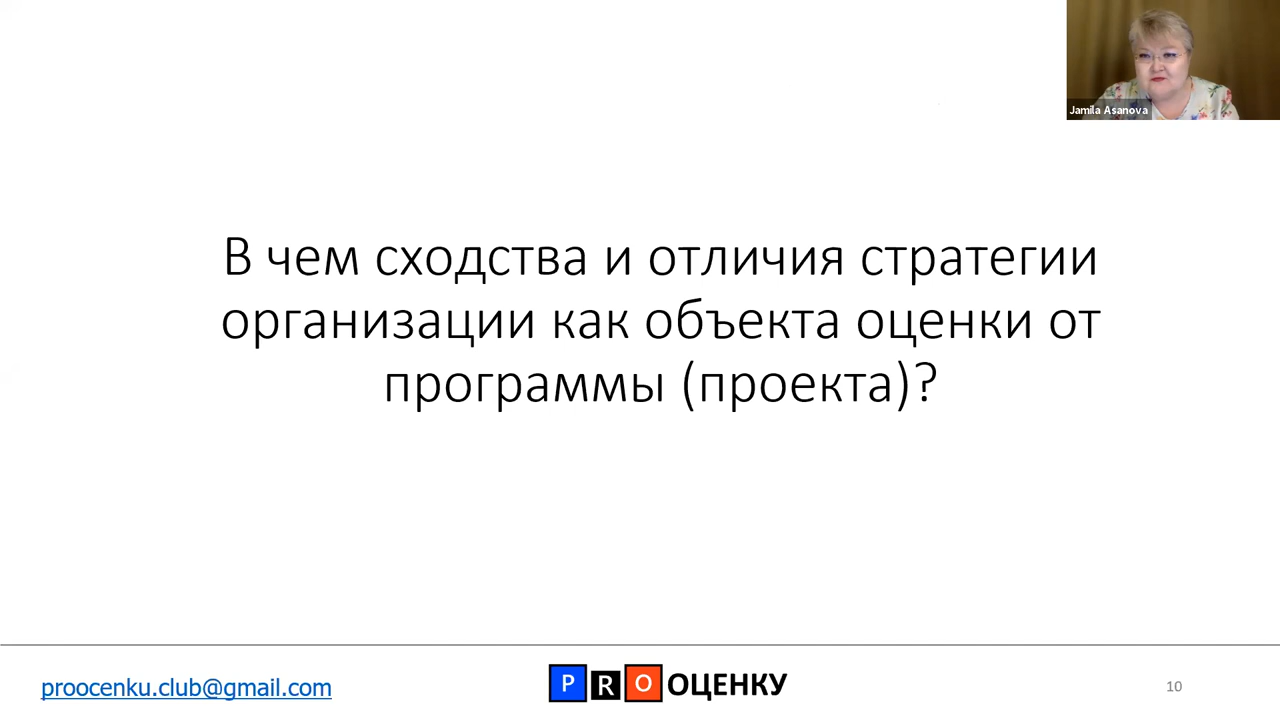 Jamila Asanova
В чем сходства и отличия стратегии
организации как объекта оценки от
программы (проекта)?
proocenku.club@gmail.com
PRO ОЦЕНКУ
10